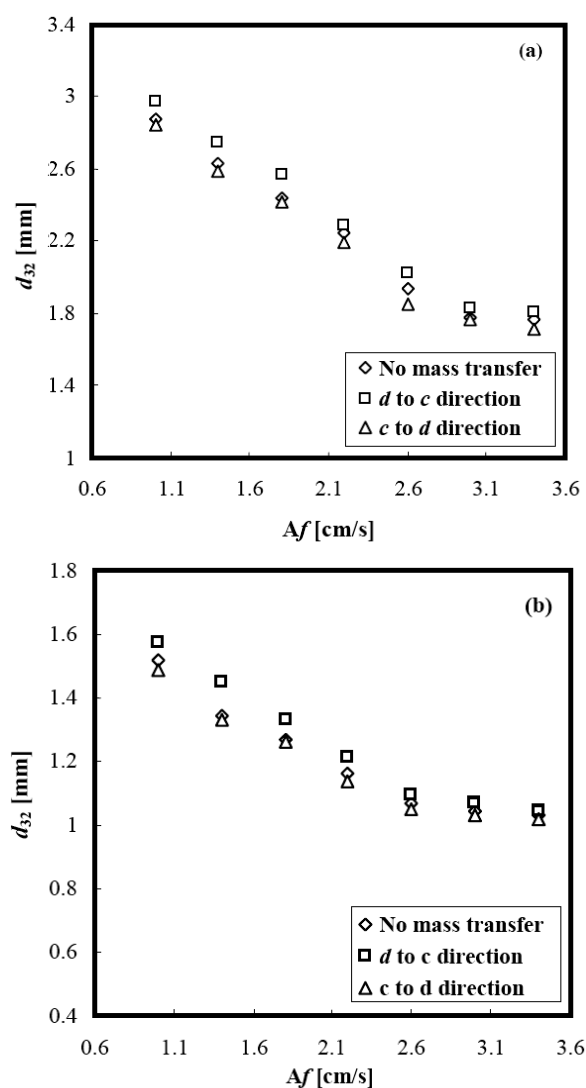 3.4
(a)
3
2.6
2.2
1.8
1.4
1
d32 [mm]
No mass transfer
d to c direction
c to d direction
0.6 1.1 1.6 2.1 2.6 3.1 3.6
Af [cm/s]
1.8
(b)
1.6
1.4
1.2
1
0.8
0.6
0.4
d32 [mm]
No mass transfer
d to c direction
c to d direction
0.6 1.1 1.6 2.1 2.6 3.1 3.6
Af [cm/s]